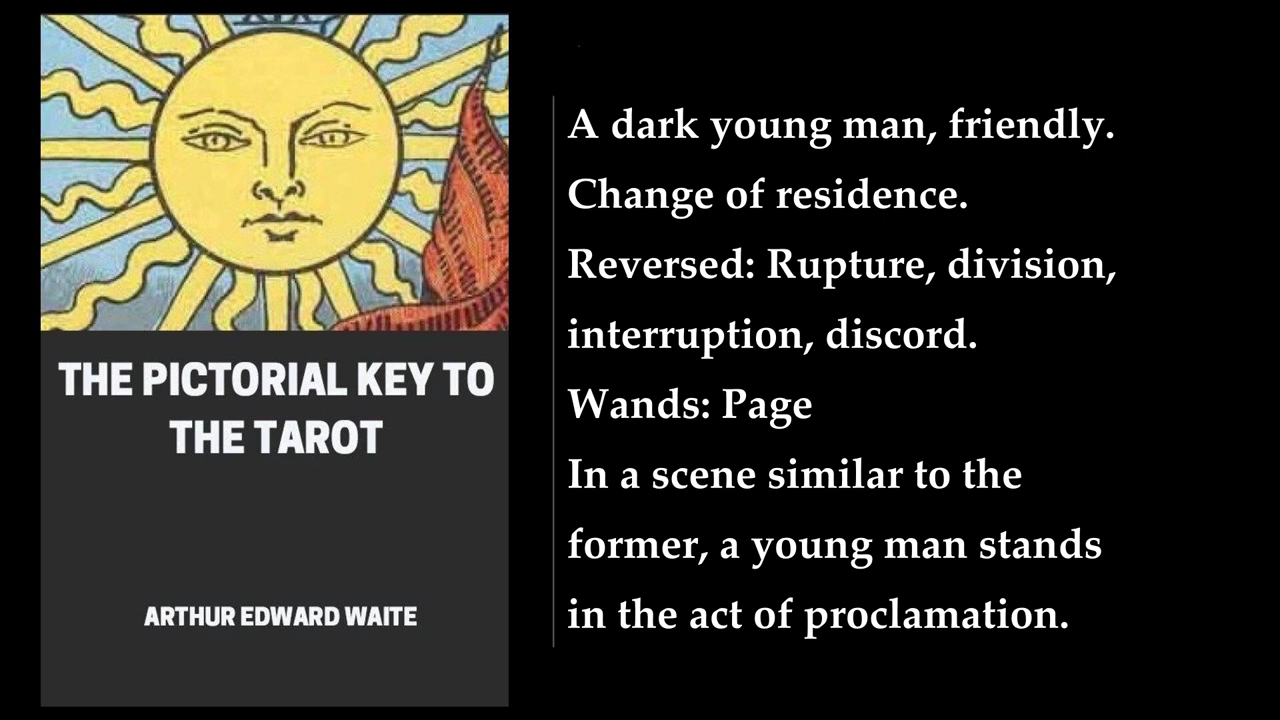 XIX
THE PICTORIAL KEY TO
THE TAROT
ARTHUR EDWARD WAITE
A dark young man, friendly.
Change of residence.
Reversed: Rupture, division,
interruption, discord.
Wands: Page
In a scene similar to the
former, a young man stands
in the act of proclamation.